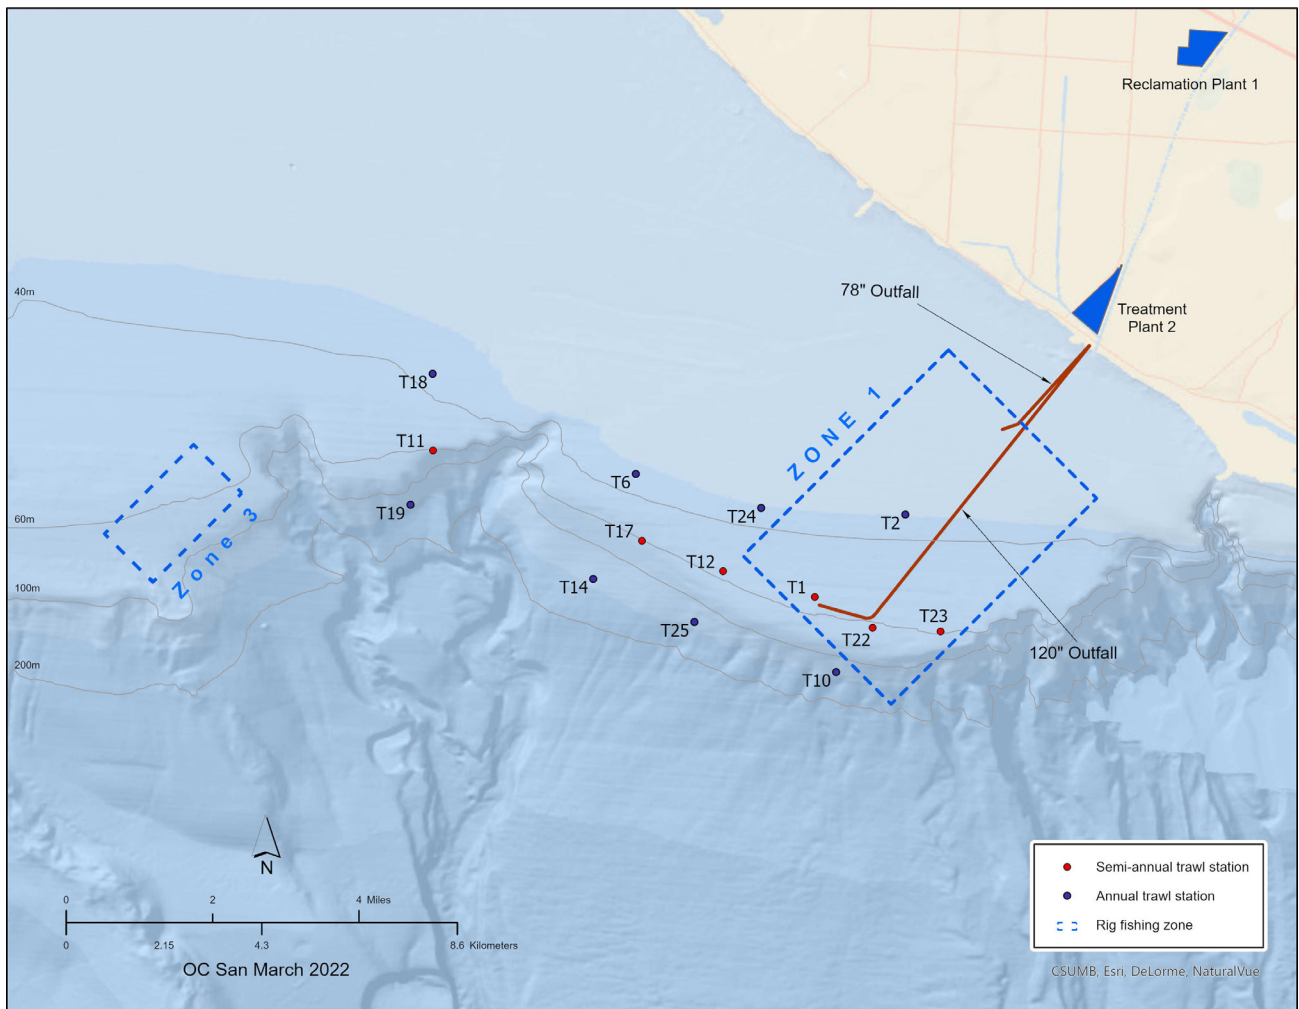 Reclamation Plant 1
40m
78" Outfall
Treatment
Plant 2
T18
ZONE 1
T11
T6
T19
T24
T2
60m
Zone 3
T17
T12
T14
100m
T1
T25
T22
T23
120" Outfall
200m
T10
N
0
2
4 Miles
0
2.15
4.3
8.6 Kilometers
OC San March 2022
Semi-annual trawl station
Annual trawl station
Rig fishing zone
CSUMB, Esri, DeLorme, NaturalVue